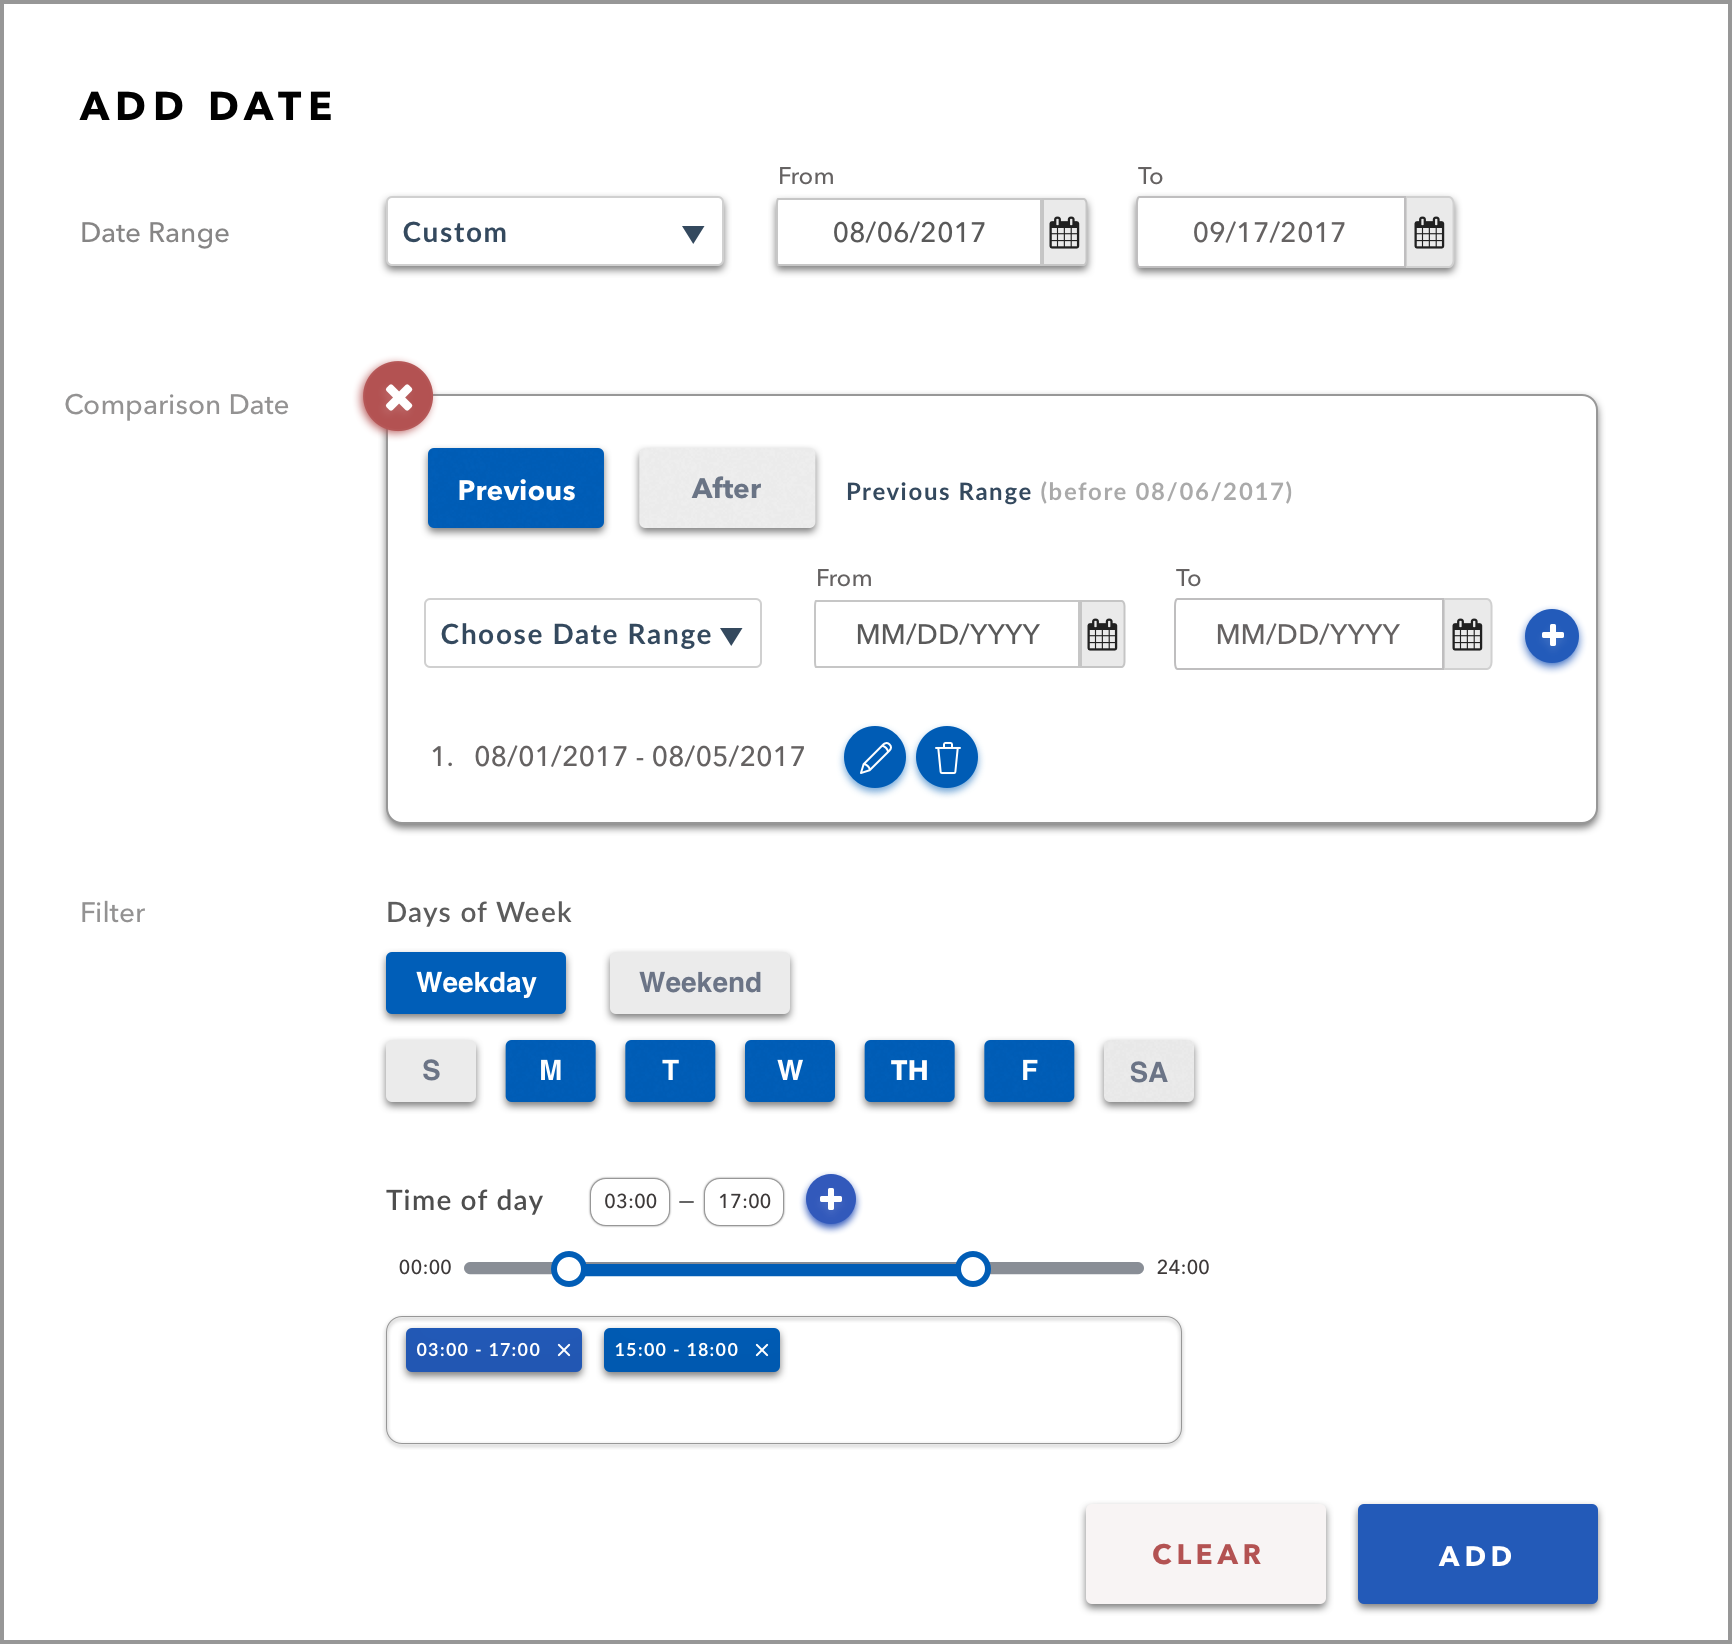 ADD DATE
From To
Date Range Custom 08/06/2017 09/17/2017
Comparison Date
Previous After Previous Range (before 08/06/2017)
From To
Choose Date Range MM/DD/YYYY MM/DD/YYYY
1. 08/01/2017 - 08/05/2017
Filter Days of Week
Weekday Weekend
S M T W TH F SA
Time of day 03:00 – 17:00
00:00 24:00
03:00 - 17:00 15:00 - 18:00
CLEAR ADD